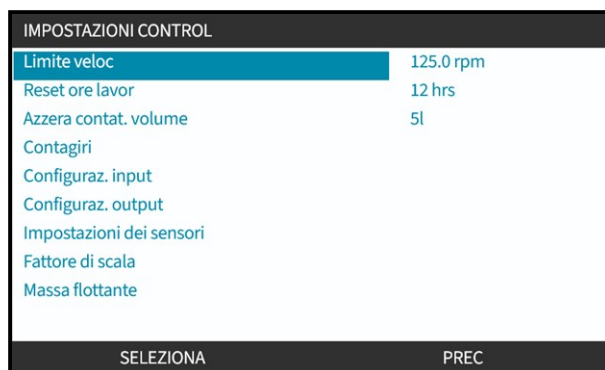 IMPOSTAZIONI CONTROL
Limite veloc 125.0 rpm
Reset ore lavor 12 hrs
Azzera contat. volume 5l
Contagiri
Configuraz. input
Configuraz. output
Impostazioni dei sensori
Fattore di scala
Massa flottante
SELEZIONA PREC